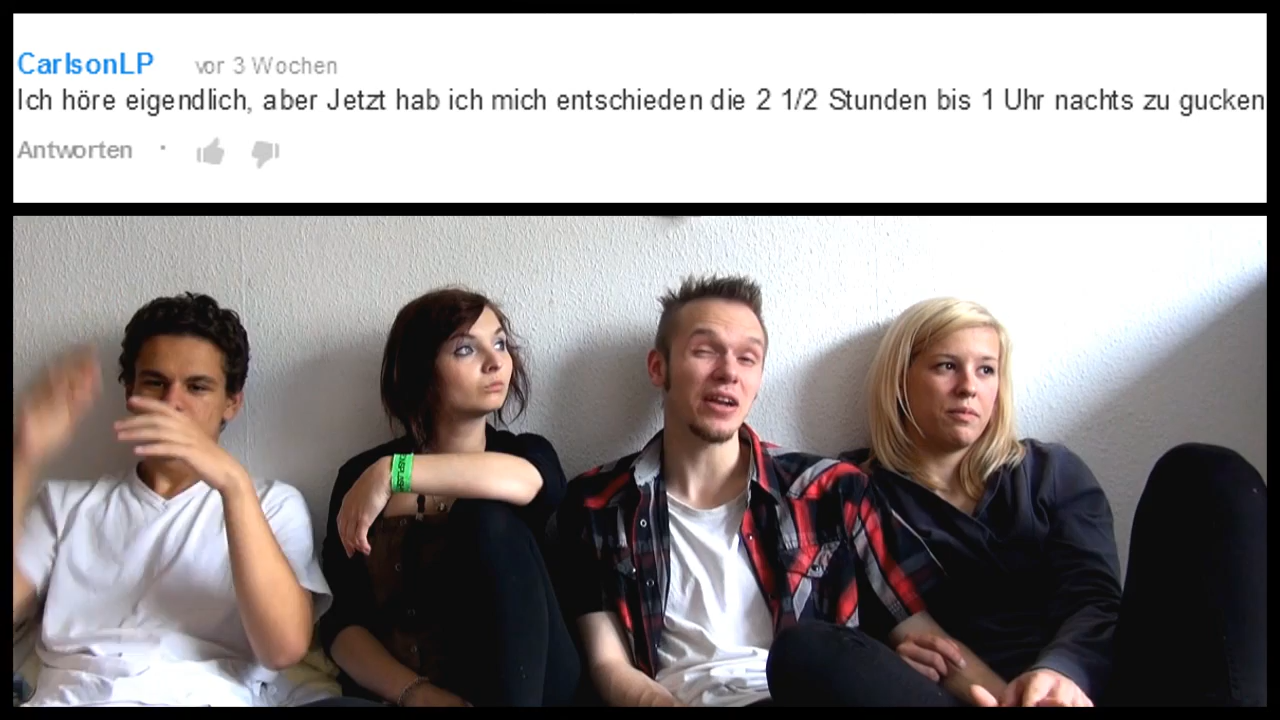 CarlsonLP vor 3 Wochen
Ich höre eigendlich, aber Jetzt hab ich mich entschieden die 2 1/2 Stunden bis 1 Uhr nachts zu gucken
Antworten ·